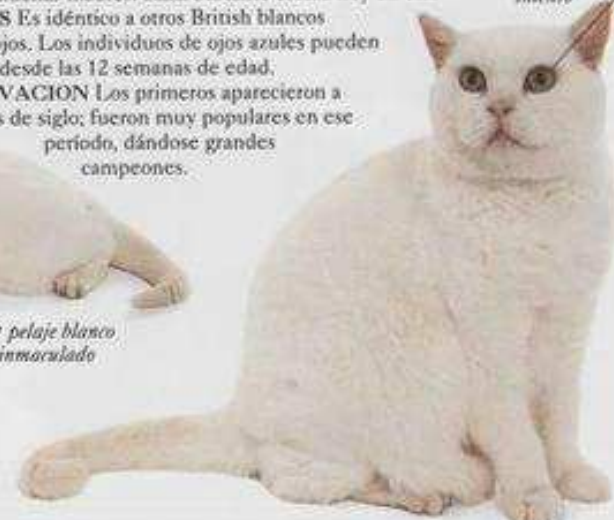 S Es idéntico a otros British blancos
jos. Los individuos de ojos azules pueden
desde las 12 semanas de edad.
VACION Los primeros aparecieron a
s de siglo; fueron muy populares en ese
período, dándose grandes
campeones.
pelaje blanco
inmaculado